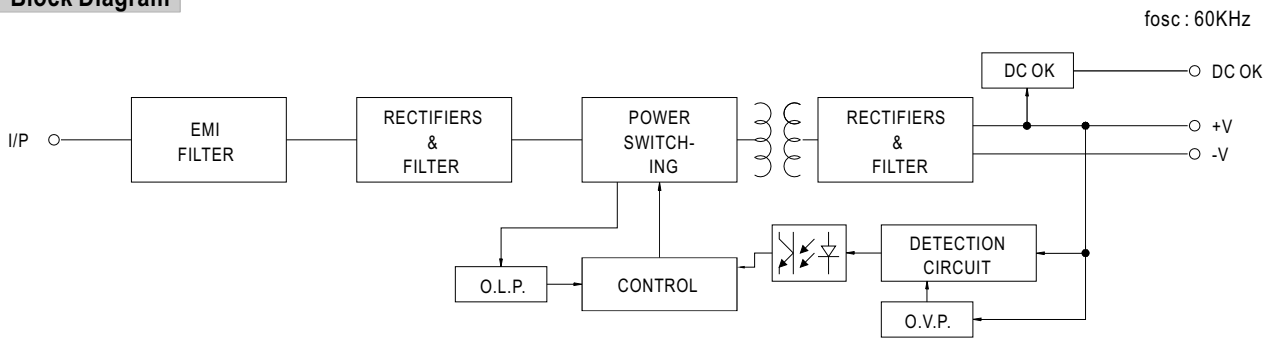 Block Diagram
fosc : 60KHz
DC OK
DC OK
I/P
EMI
FILTER
RECTIFIERS
&
FILTER
POWER
SWITCH-
ING
RECTIFIERS
&
FILTER
+V
-V
O.L.P.
CONTROL
DETECTION
CIRCUIT
O.V.P.